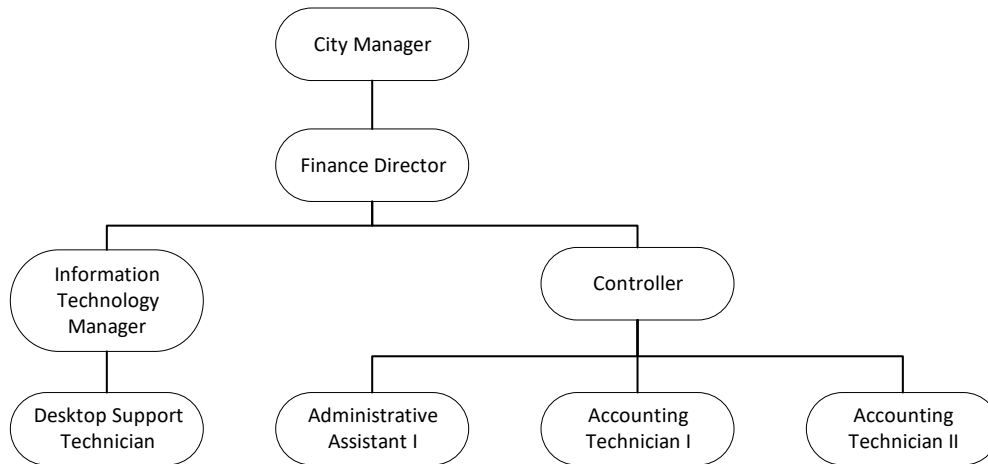 City Manager
Finance Director
Information
Technology
Manager
Controller
Desktop Support
Technician
Administrative
Assistant I
Accounting
Technician I
Accounting
Technician II